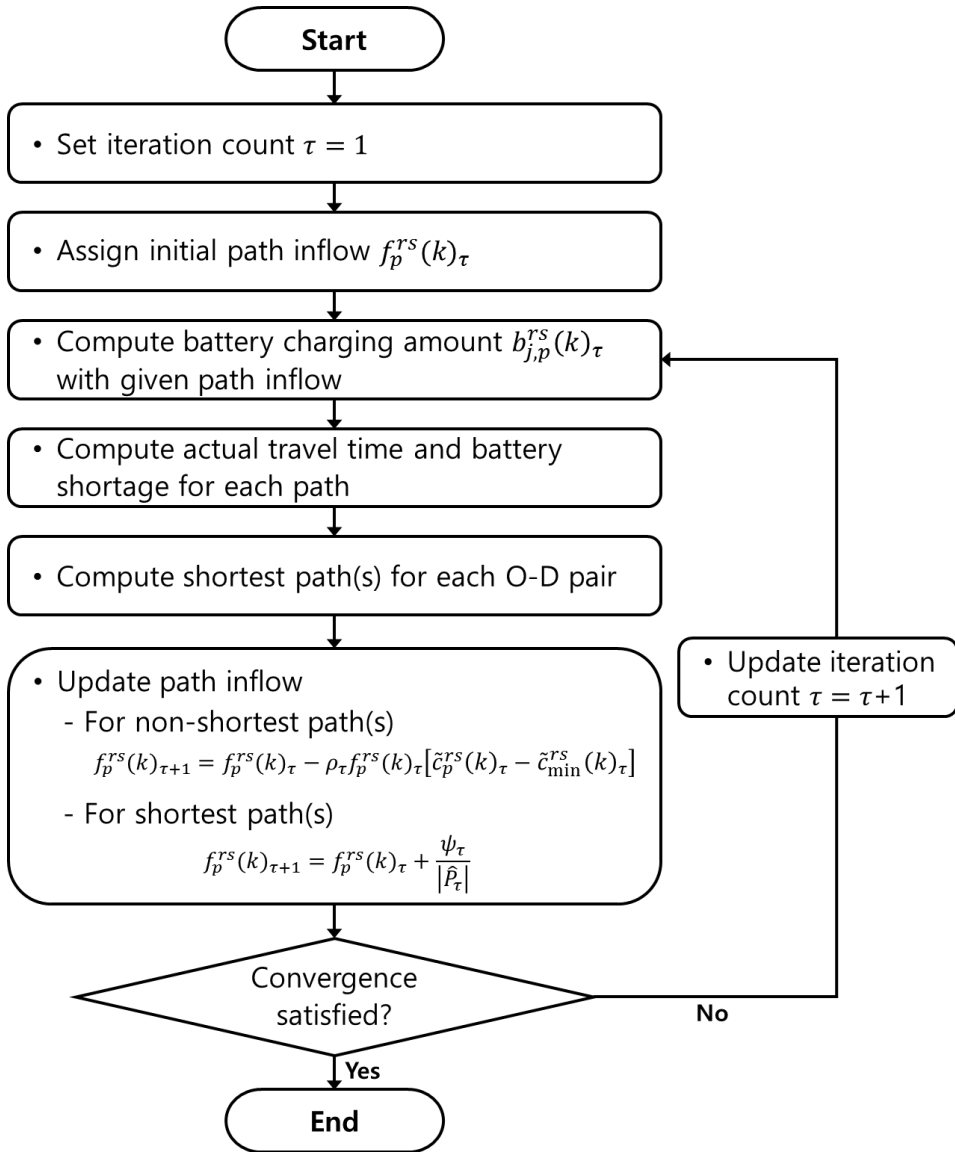 Start
• Set iteration count τ = 1
• Assign initial path inflow f_p^{rs}(k)_τ
• Compute battery charging amount b_{j,p}^{rs}(k)_τ
with given path inflow
• Compute actual travel time and battery
shortage for each path
• Compute shortest path(s) for each O-D pair
• Update path inflow
- For non-shortest path(s)
f_p^{rs}(k)_{τ+1} = f_p^{rs}(k)_τ − ρ_τ f_p^{rs}(k)_τ[c̃_p^{rs}(k)_τ − c̃_{min}^{rs}(k)_τ]
- For shortest path(s)
f_p^{rs}(k)_{τ+1} = f_p^{rs}(k)_τ + ψ_τ / |P̂_τ|
• Update iteration
count τ = τ+1
Convergence
satisfied?
No
Yes
End